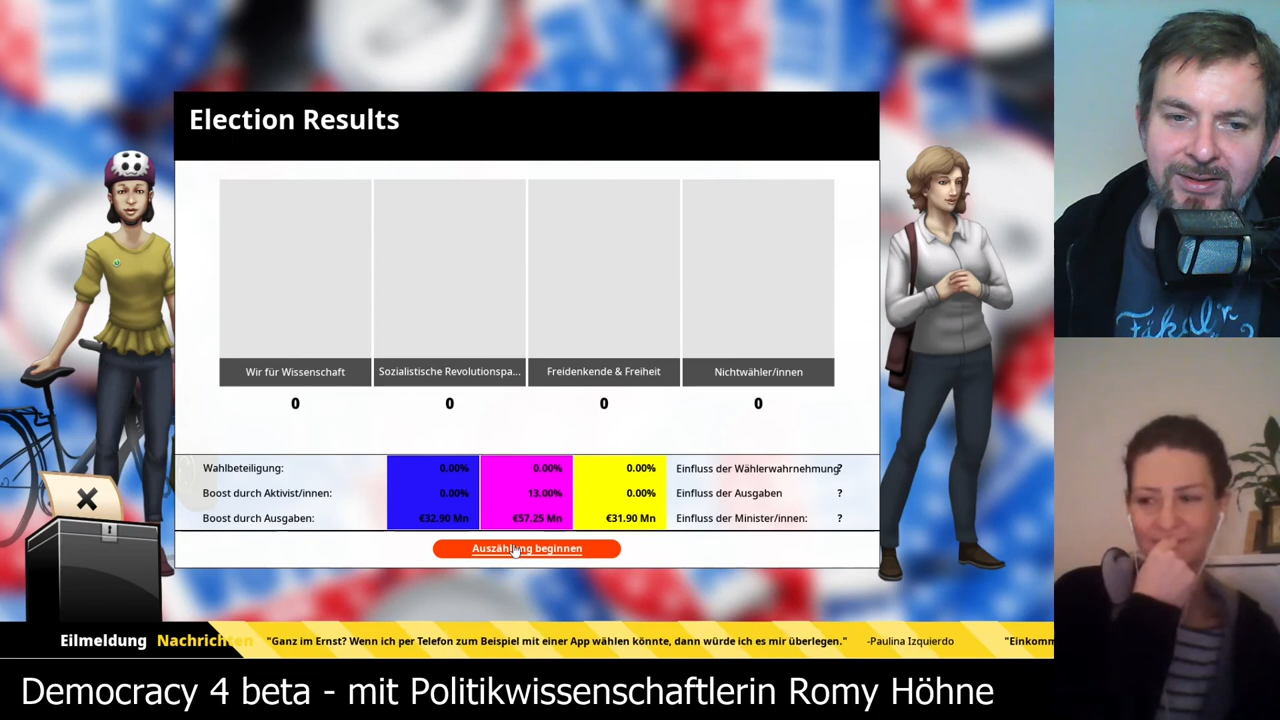 Election Results
Wir für Wissenschaft
Sozialistische Revolutionspa...
Freidenkende & Freiheit
Nichtwähler/innen
0 0 0 0
Wahlbeteiligung: 0.00% 0.00% 0.00% Einfluss der Wählerwahrnehmung ?
Boost durch Aktivist/innen: 0.00% 13.00% 0.00% Einfluss der Ausgaben ?
Boost durch Ausgaben: €32.90 Mn €57.25 Mn €31.90 Mn Einfluss der Minister/innen: ?
Auszählung beginnen
Eilmeldung Nachrichten "Ganz im Ernst? Wenn ich per Telefon zum Beispiel mit einer App wählen könnte, dann würde ich es mir überlegen." -Paulina Izquierdo "Einkomm
Democracy 4 beta - mit Politikwissenschaftlerin Romy Höhne